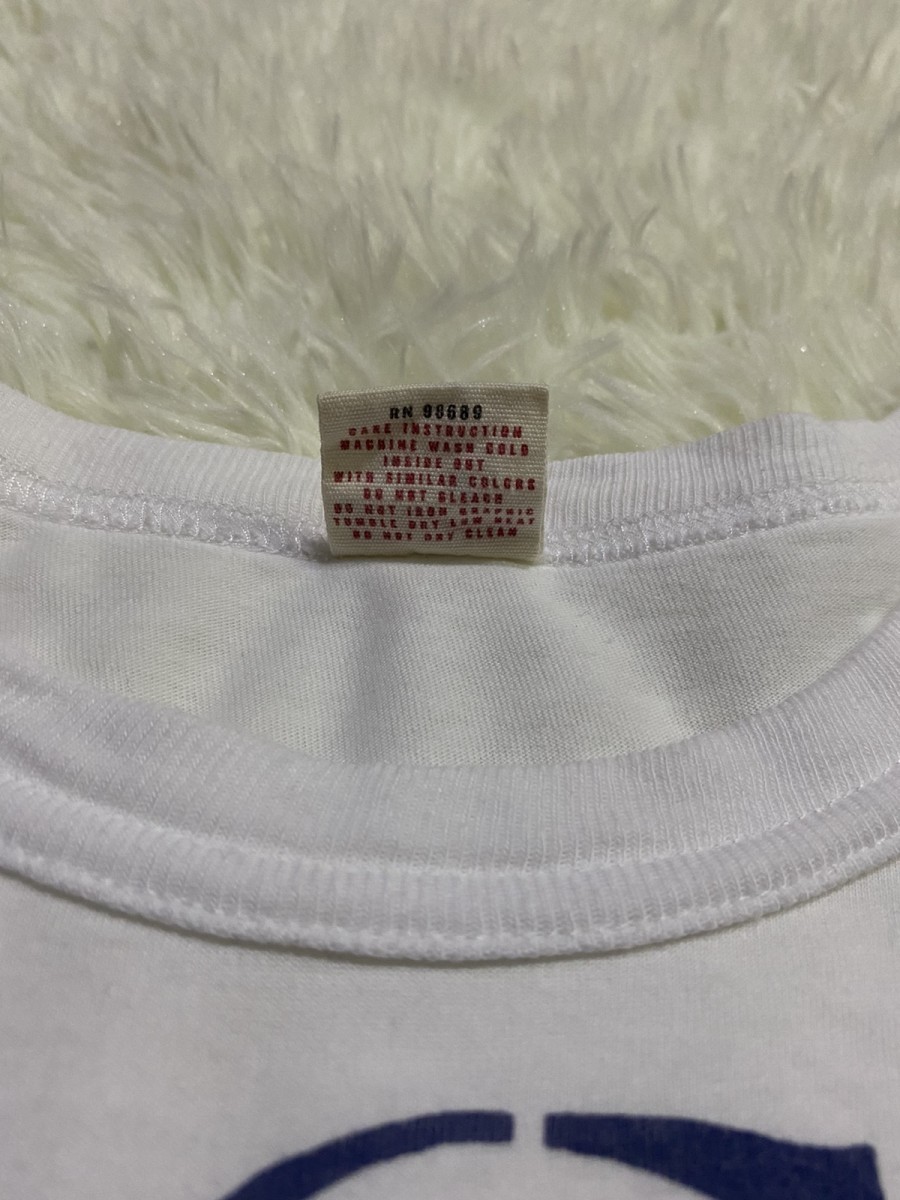 RN 98689
CARE INSTRUCTION
MACHINE WASH COLD
INSIDE OUT
WITH SIMILAR COLORS
DO NOT BLEACH
DO NOT IRON GRAPHIC
TUMBLE DRY LOW HEAT
DO NOT DRY CLEAN